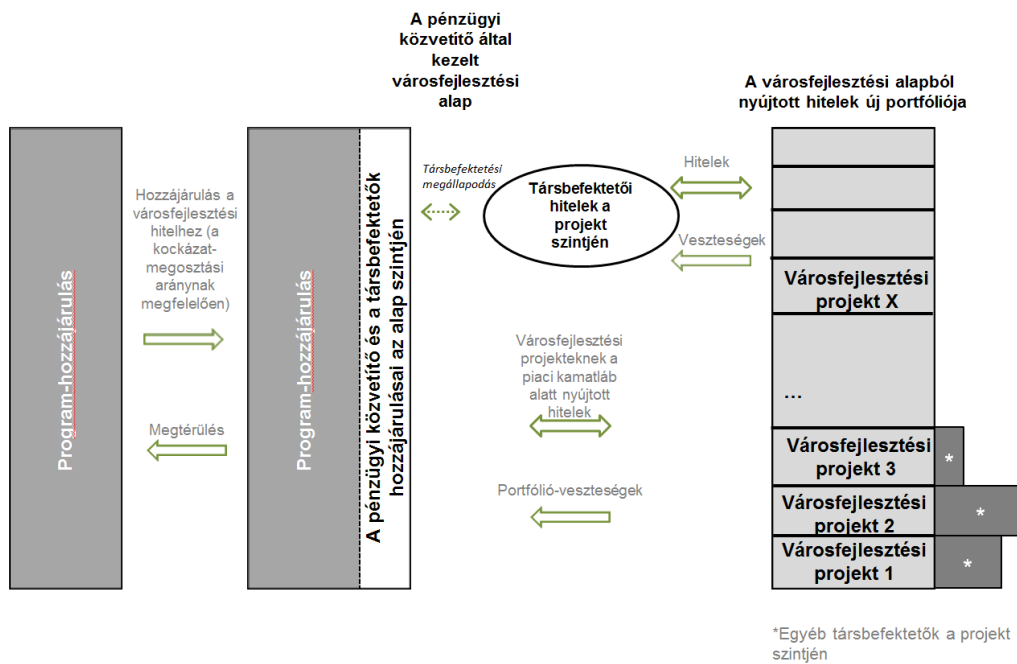 A pénzügyi
közvetítő által
kezelt
városfejlesztési
alap
A városfejlesztési alapból
nyújtott hitelek új portfóliója
Program-hozzájárulás
Hozzájárulás a
városfejlesztési
hitelhez (a
kockázat-
megosztási
aránynak
megfelelően)
Megtérülés
Program-hozzájárulás
A pénzügyi közvetítő és a társbefektetők
hozzájárulásai az alap szintjén
Társbefektetési
megállapodás
Társbefektetői
hitelek a
projekt
szintjén
Hitelek
Veszteségek
Városfejlesztési
projekteknek a
piaci kamatláb
alatt nyújtott
hitelek
Portfólió-veszteségek
Városfejlesztési
projekt X
...
Városfejlesztési
projekt 3
*
Városfejlesztési
projekt 2
*
Városfejlesztési
projekt 1
*
*Egyéb társbefektetők a projekt
szintjén